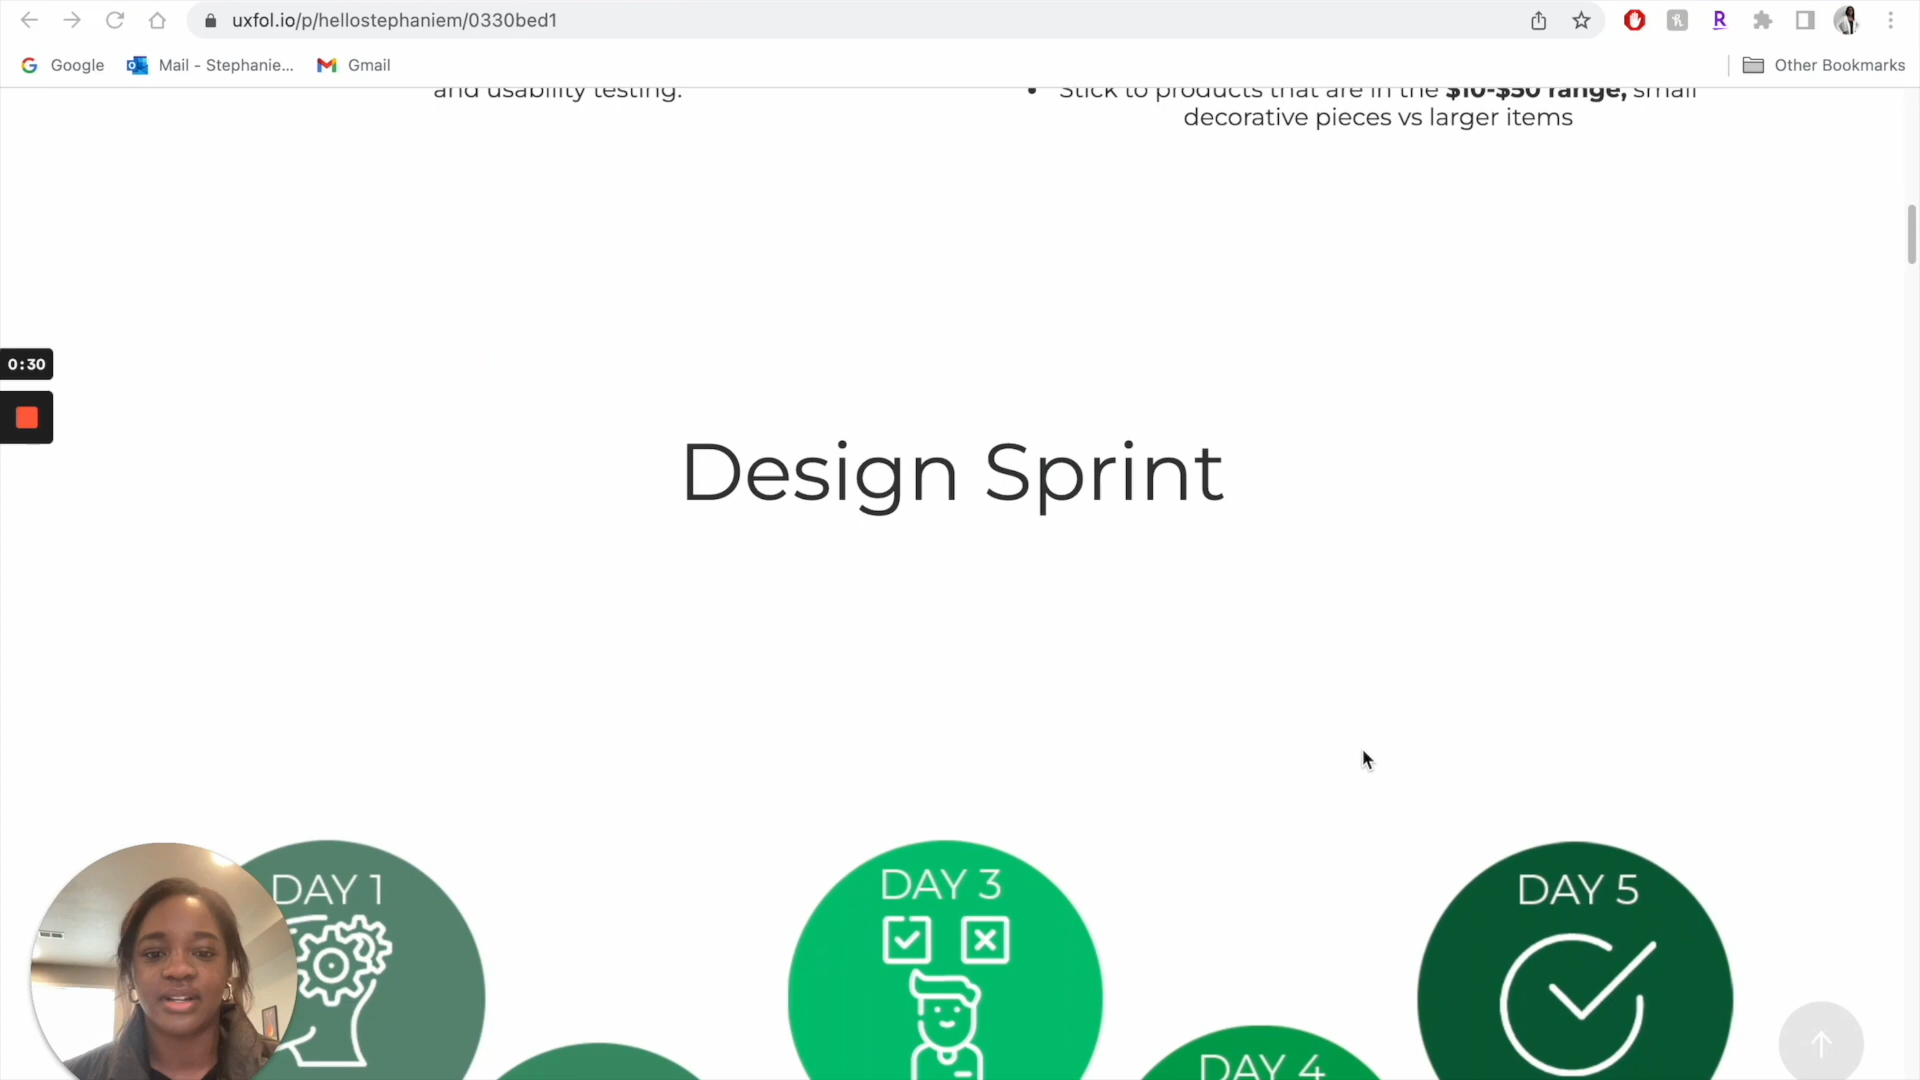 uxfol.io/p/hellostephaniem/0330bed1
Google
Mail - Stephanie...
Gmail
Other Bookmarks
and usability testing.
• Stick to products that are in the $10-$50 range, small
decorative pieces vs larger items
0:30
Design Sprint
DAY 1
DAY 3
DAY 5
DAY 4